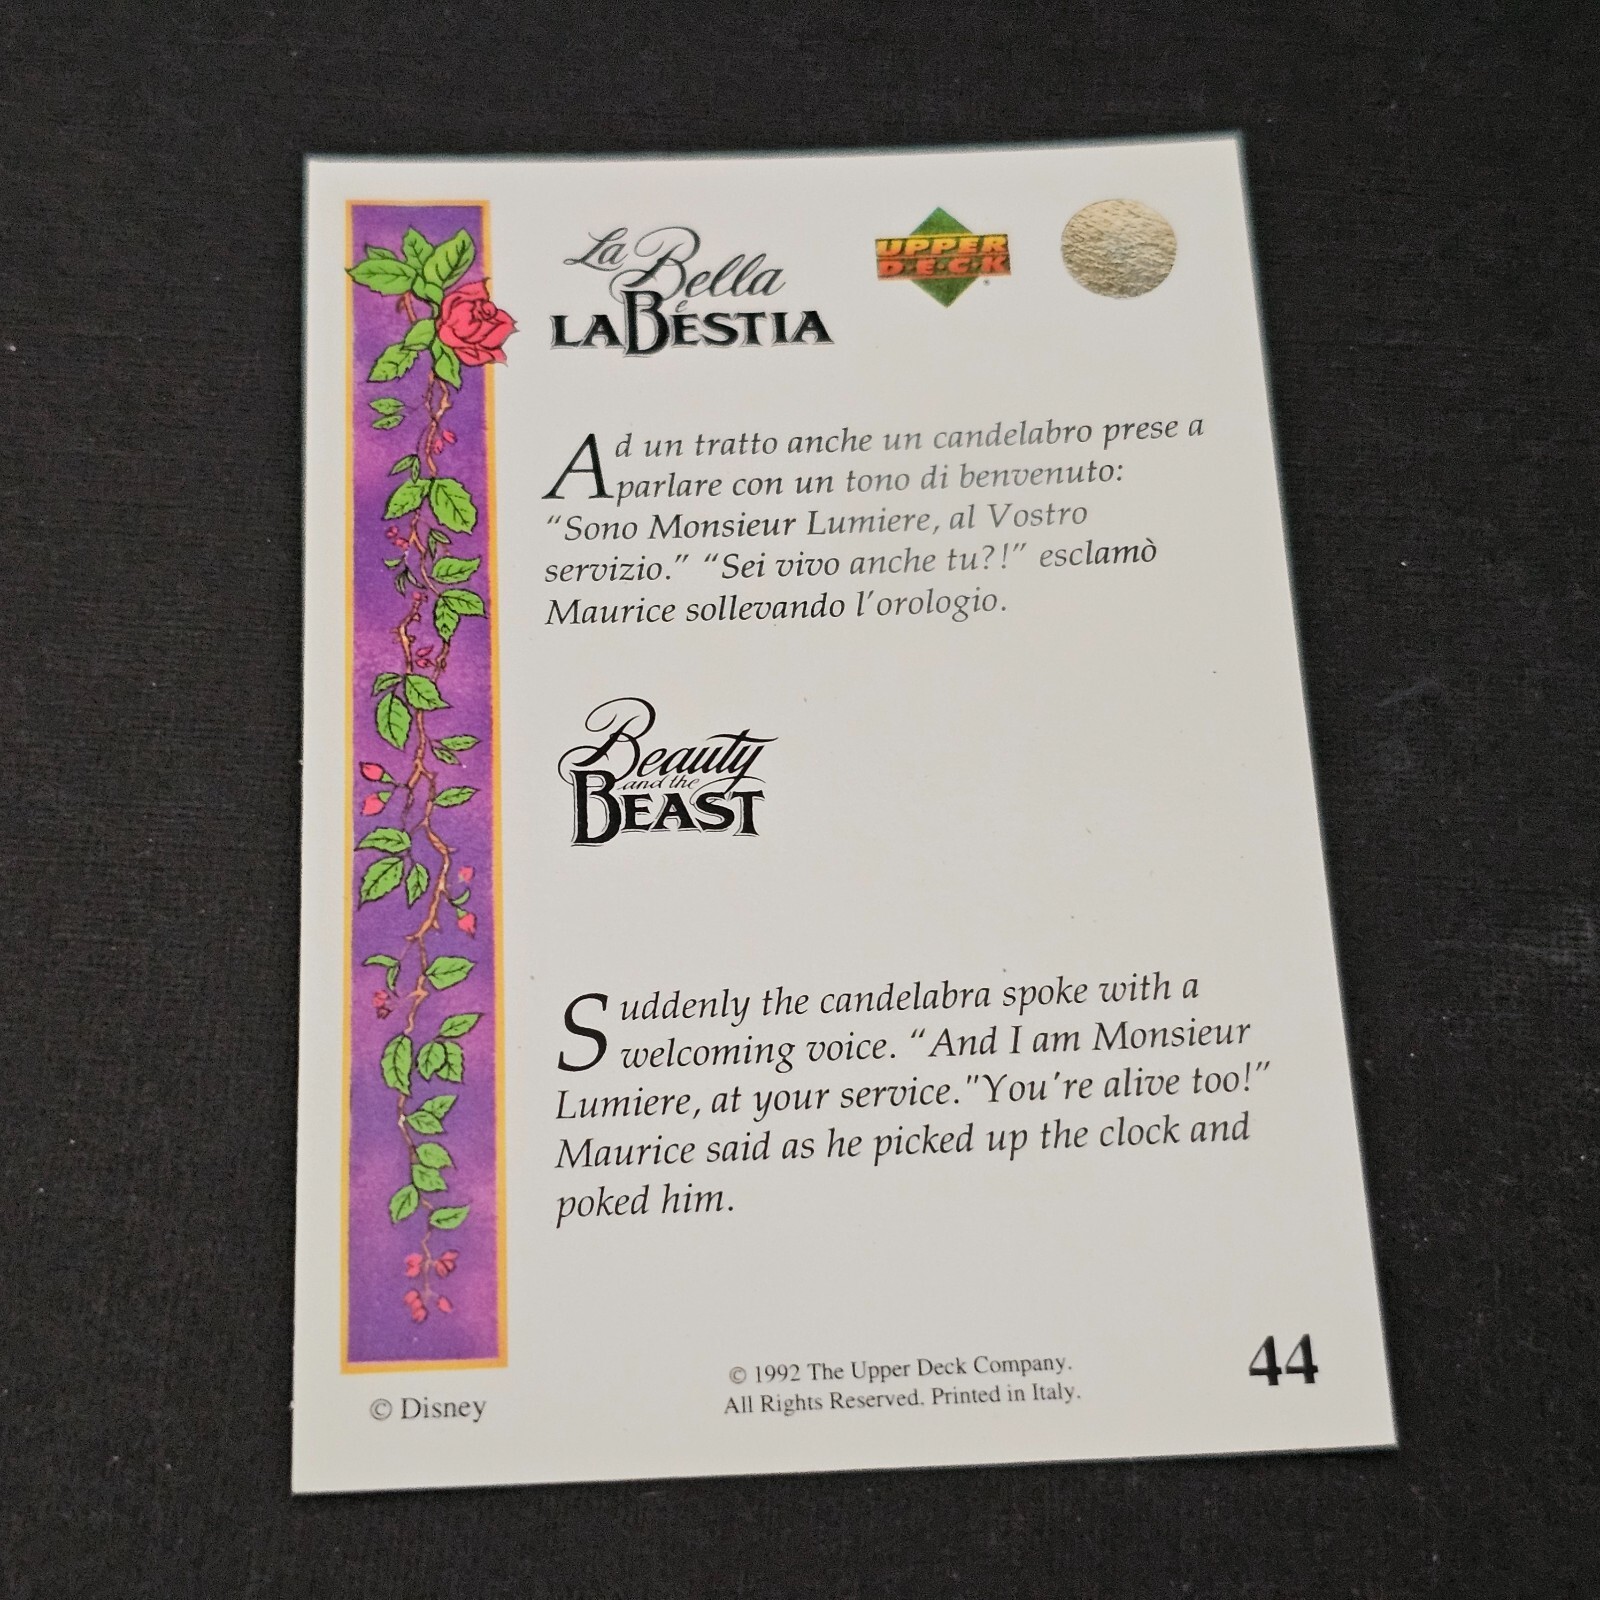 La Bella
e
LA BESTIA
UPPER
D·E·C·K
Ad un tratto anche un candelabro prese a
parlare con un tono di benvenuto:
“Sono Monsieur Lumiere, al Vostro
servizio.” “Sei vivo anche tu?!” esclamò
Maurice sollevando l'orologio.
Beauty
and the
BEAST
Suddenly the candelabra spoke with a
welcoming voice. “And I am Monsieur
Lumiere, at your service."You're alive too!”
Maurice said as he picked up the clock and
poked him.
© Disney
© 1992 The Upper Deck Company.
All Rights Reserved. Printed in Italy.
44